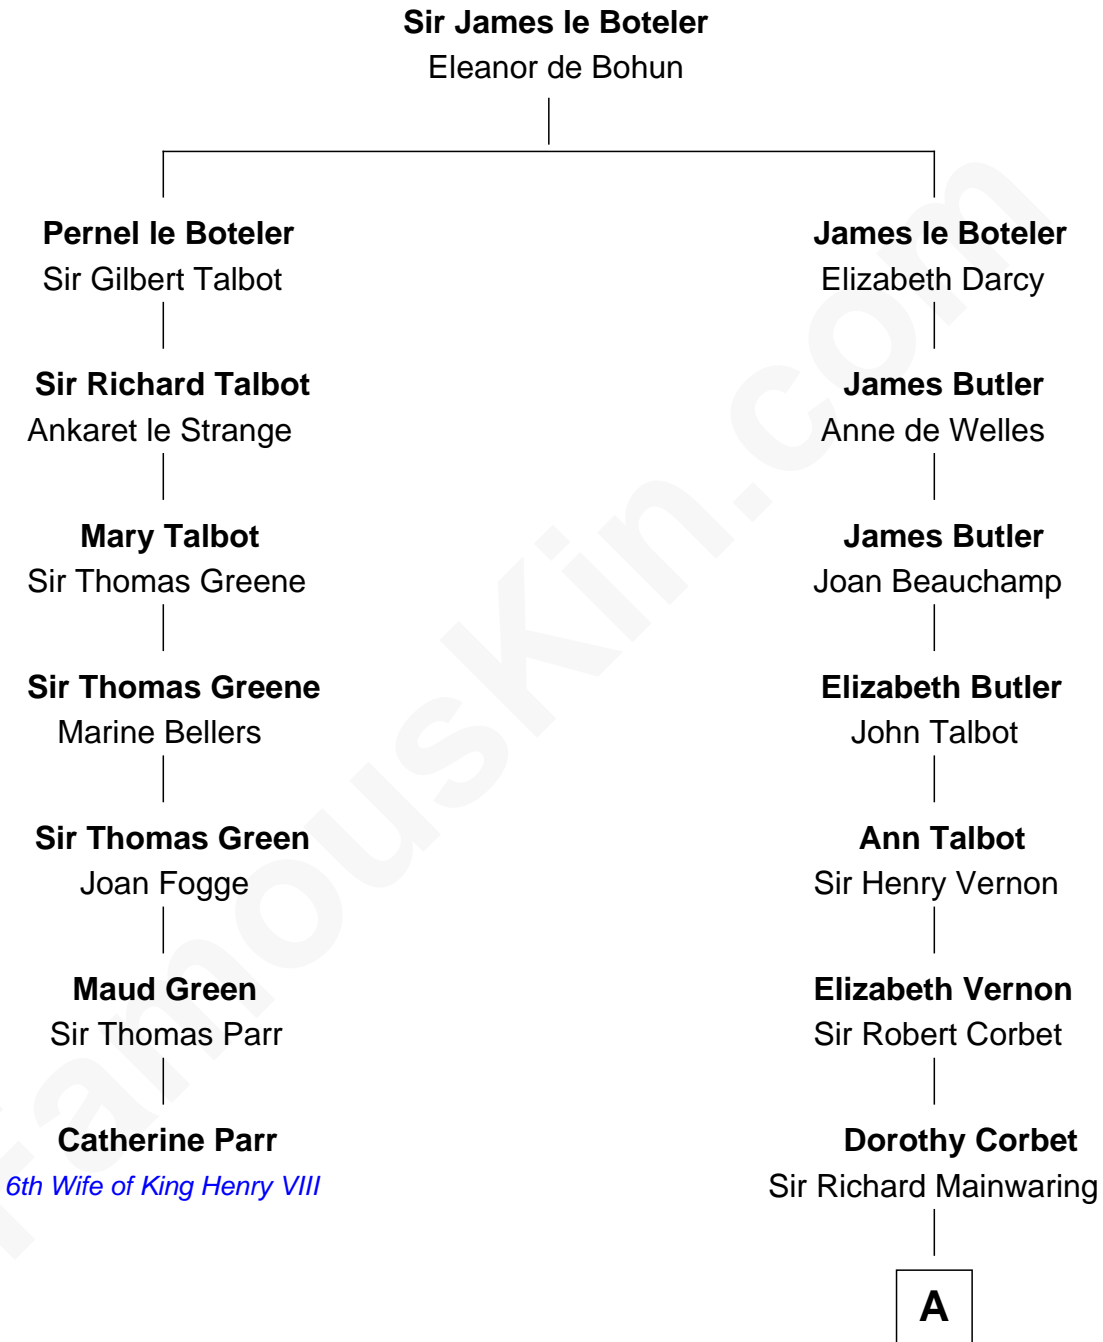 Sir James le Boteler
Eleanor de Bohun
Pernel le Boteler
Sir Gilbert Talbot
Sir Richard Talbot
Ankaret le Strange
Mary Talbot
Sir Thomas Greene
Sir Thomas Greene
Marine Bellers
Sir Thomas Green
Joan Fogge
Maud Green
Sir Thomas Parr
Catherine Parr
6th Wife of King Henry VIII
James le Boteler
Elizabeth Darcy
James Butler
Anne de Welles
James Butler
Joan Beauchamp
Elizabeth Butler
John Talbot
Ann Talbot
Sir Henry Vernon
Elizabeth Vernon
Sir Robert Corbet
Dorothy Corbet
Sir Richard Mainwaring
A
FamousKin.com